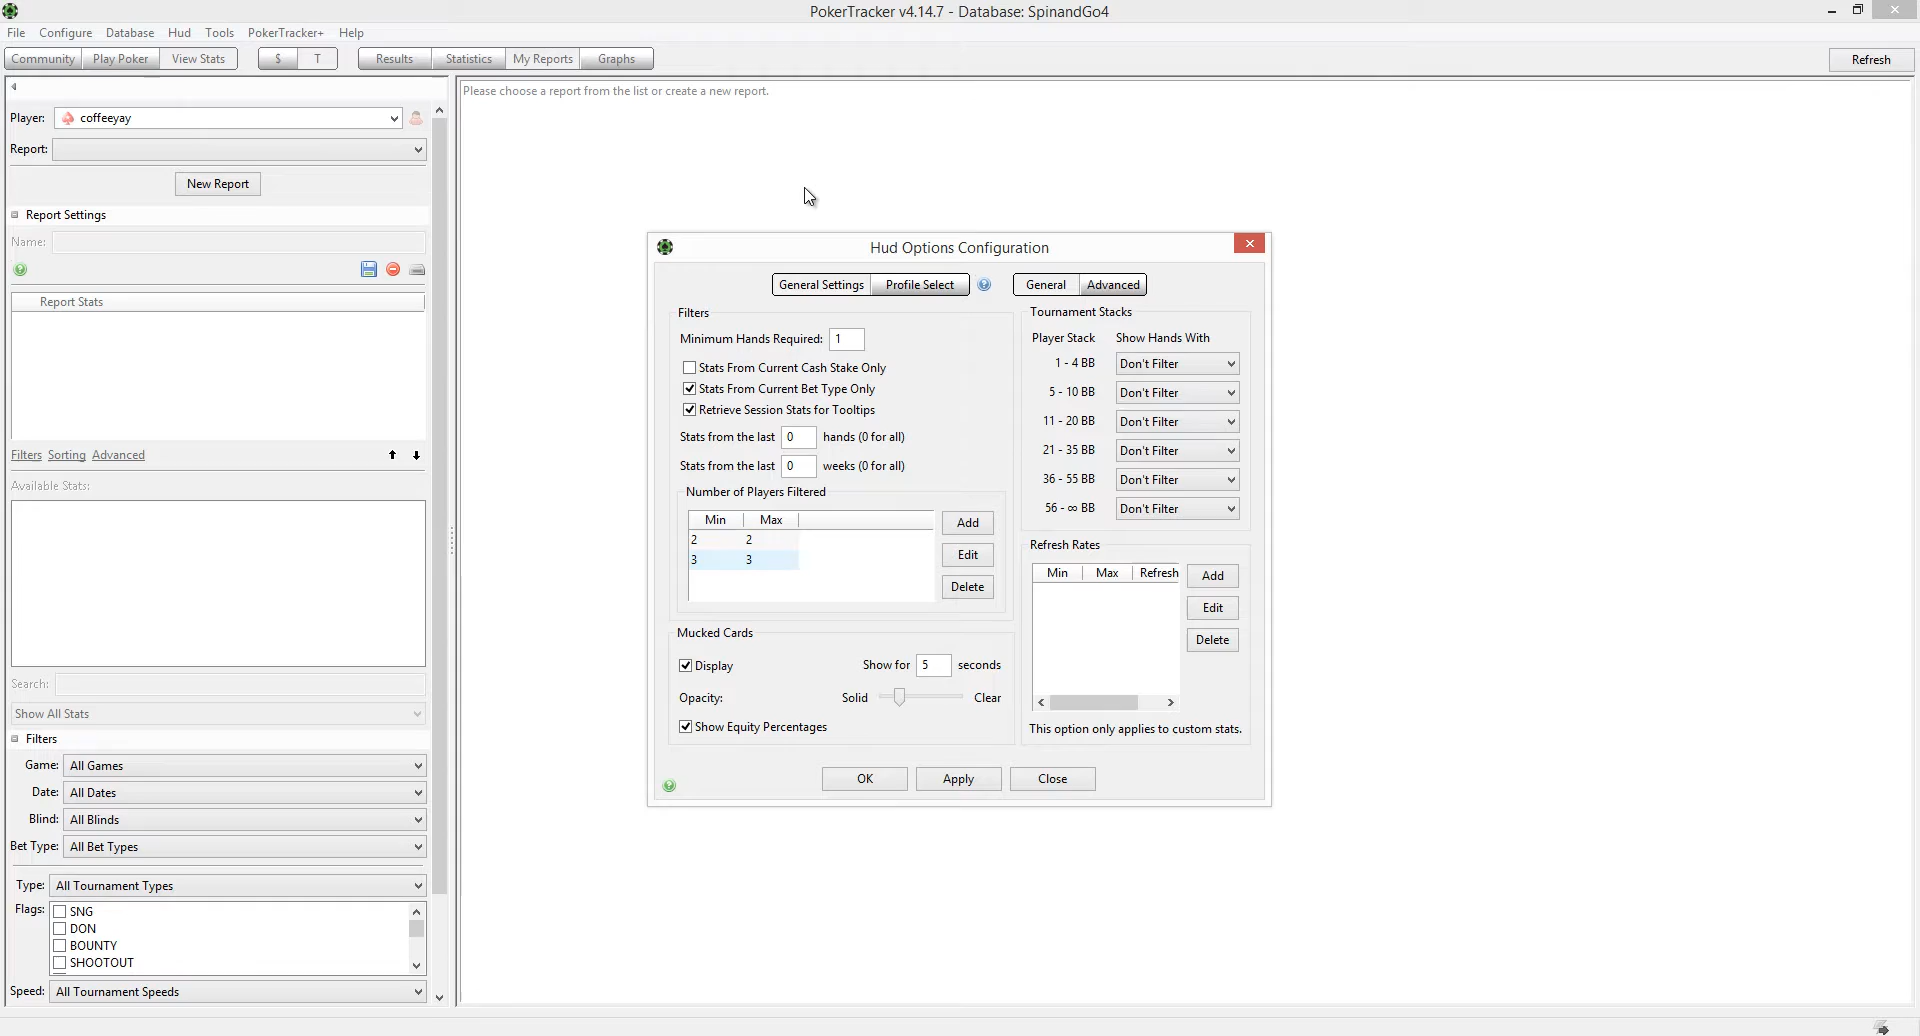 PokerTracker v4.14.7 - Database: SpinandGo4
File Configure Database Hud Tools PokerTracker+ Help
Community Play Poker View Stats $ T Results Statistics My Reports Graphs Refresh
Please choose a report from the list or create a new report.
Player: coffeeyay
Report:
New Report
Report Settings
Name:
Report Stats
Filters Sorting Advanced
Available Stats:
Search:
Show All Stats
Filters
Game: All Games
Date: All Dates
Blind: All Blinds
Bet Type: All Bet Types
Type: All Tournament Types
Flags: SNG
DON
BOUNTY
SHOOTOUT
Speed: All Tournament Speeds
Hud Options Configuration
General Settings Profile Select General Advanced
Filters
Minimum Hands Required: 1
Stats From Current Cash Stake Only
Stats From Current Bet Type Only
Retrieve Session Stats for Tooltips
Stats from the last 0 hands (0 for all)
Stats from the last 0 weeks (0 for all)
Number of Players Filtered
Min Max
2 2
3 3
Add
Edit
Delete
Mucked Cards
Display Show for 5 seconds
Opacity: Solid Clear
Show Equity Percentages
Tournament Stacks
Player Stack Show Hands With
1 - 4 BB Don't Filter
5 - 10 BB Don't Filter
11 - 20 BB Don't Filter
21 - 35 BB Don't Filter
36 - 55 BB Don't Filter
56 - ∞ BB Don't Filter
Refresh Rates
Min Max Refresh
Add
Edit
Delete
This option only applies to custom stats.
OK Apply Close